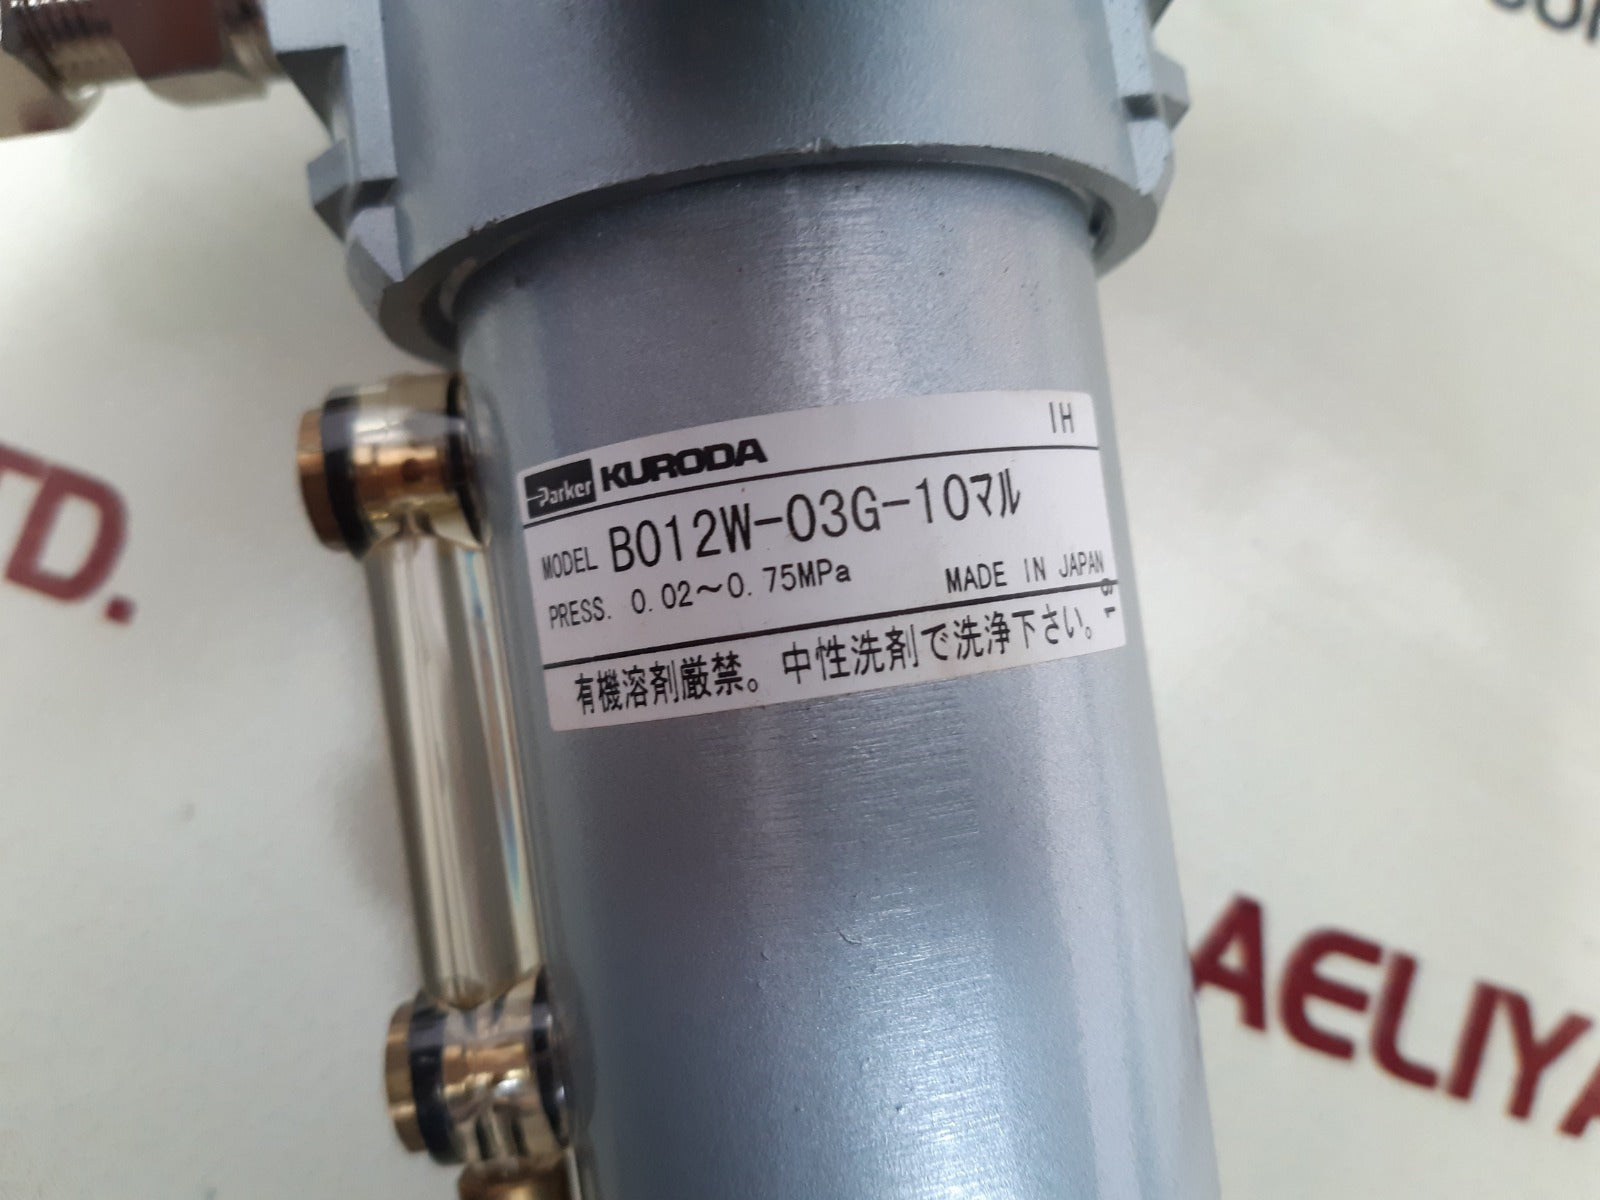 IH
Parker KURODA
MODEL B012W-03G-10マル
PRESS. 0.02～0.75MPa MADE IN JAPAN
有機溶剤厳禁。中性洗剤で洗浄下さい。
TD.
AELIYA